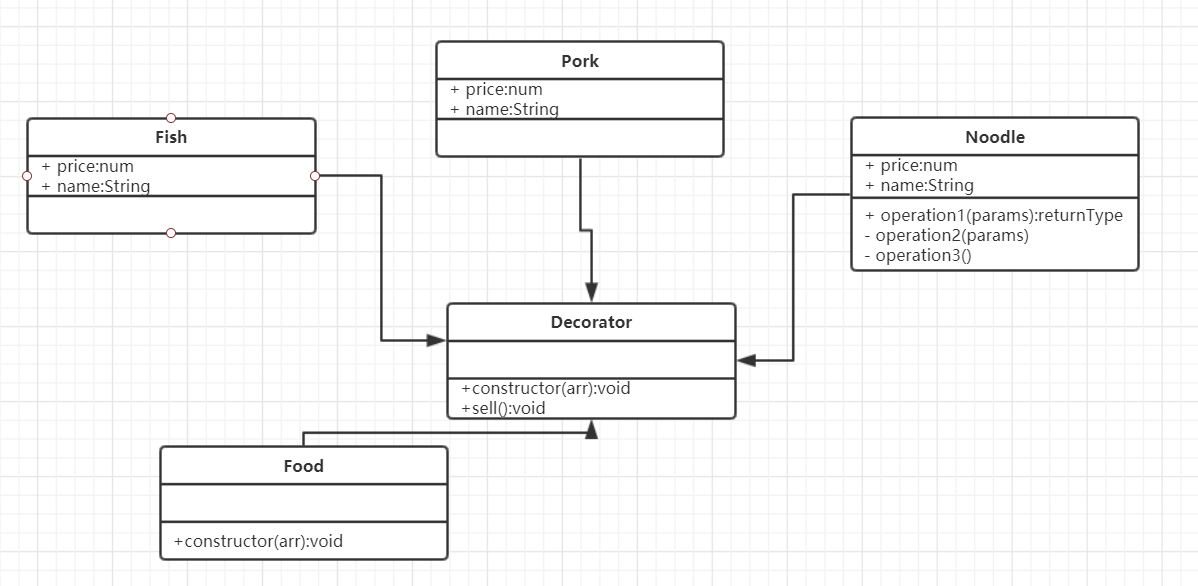 Pork
+ price:num
+ name:String
Fish
+ price:num
+ name:String
Noodle
+ price:num
+ name:String
+ operation1(params):returnType
- operation2(params)
- operation3()
Decorator
+constructor(arr):void
+sell():void
Food
+constructor(arr):void